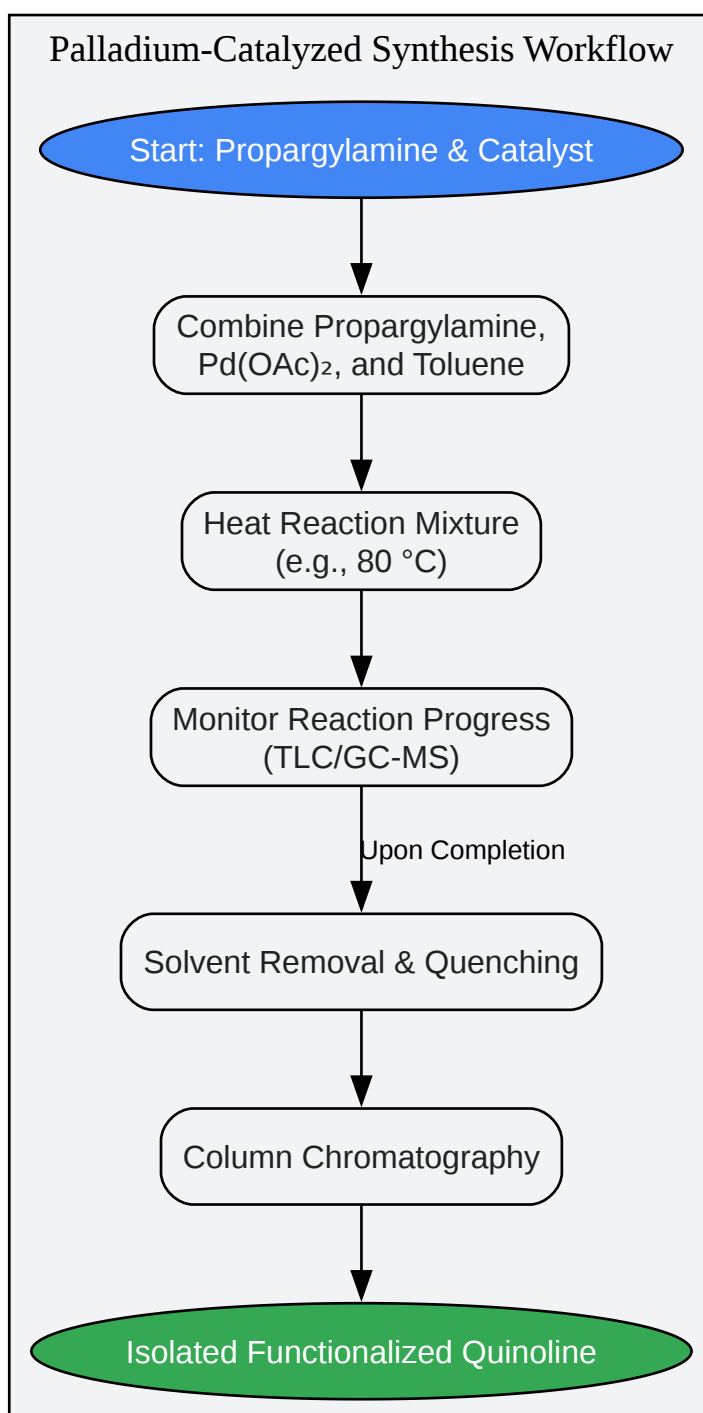 Palladium-Catalyzed Synthesis Workflow
Start: Propargylamine & Catalyst
Combine Propargylamine,
Pd(OAc)₂, and Toluene
Heat Reaction Mixture
(e.g., 80 °C)
Monitor Reaction Progress
(TLC/GC-MS)
Upon Completion
Solvent Removal & Quenching
Column Chromatography
Isolated Functionalized Quinoline